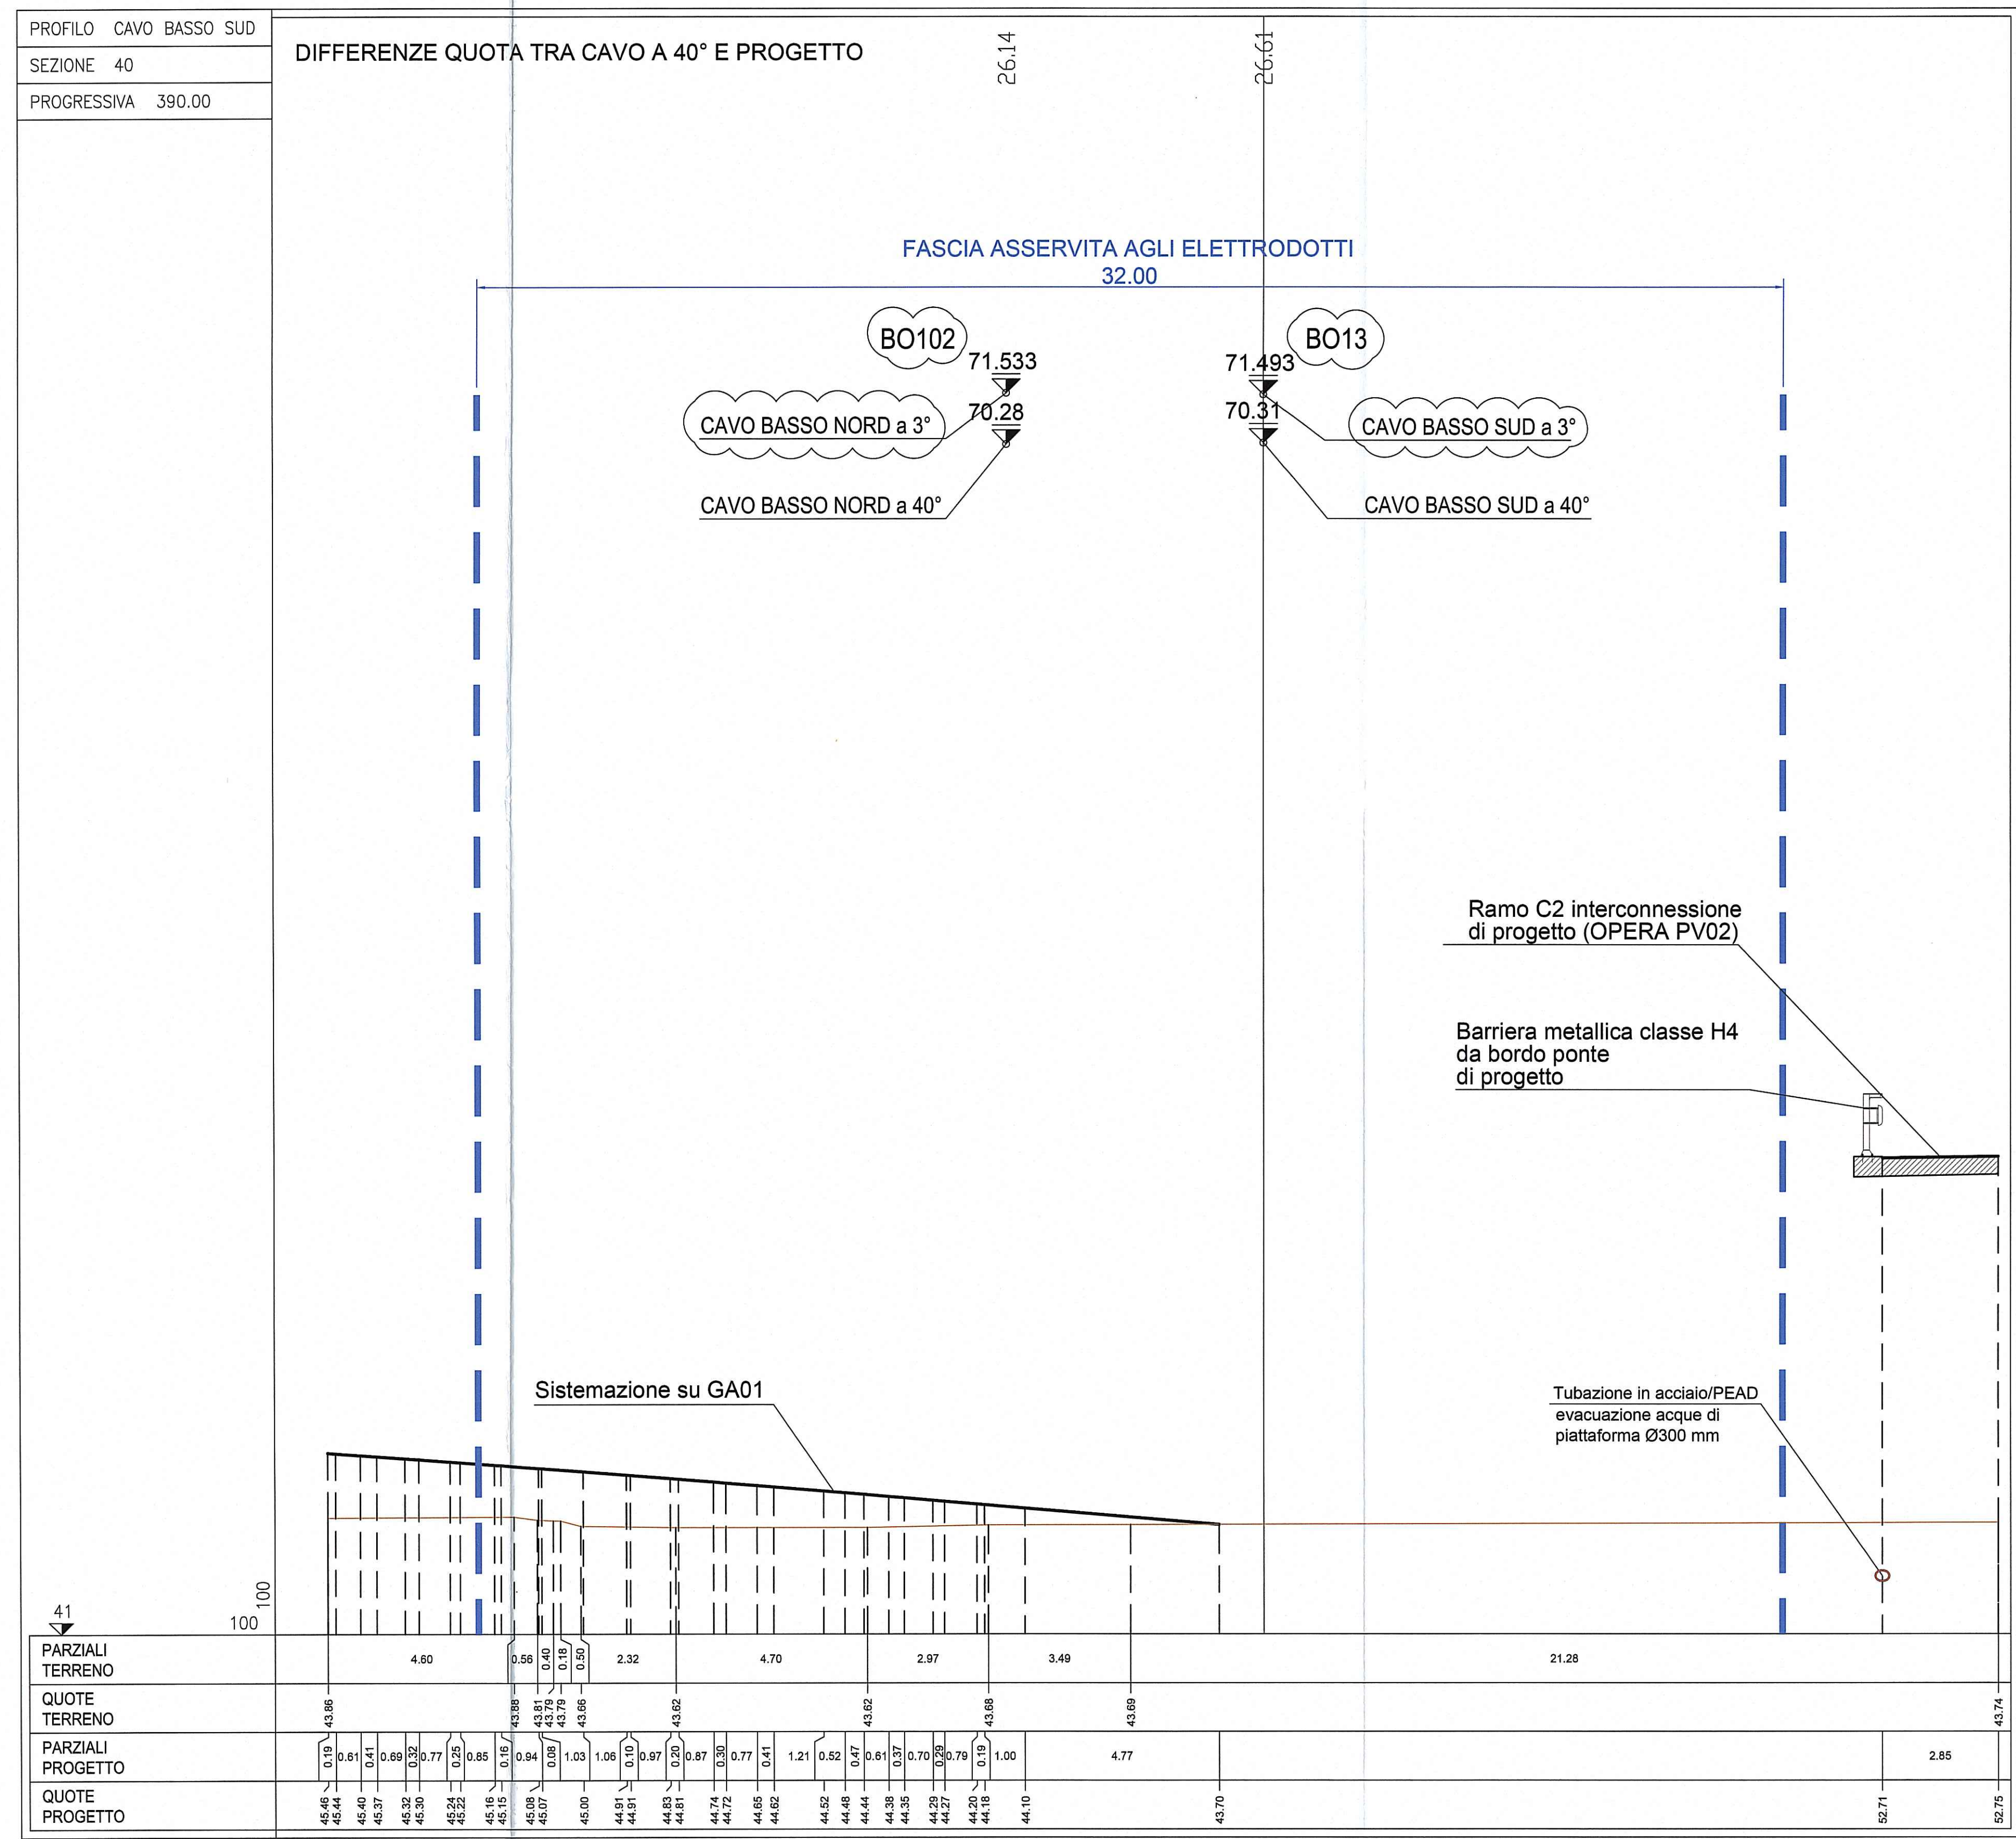 PROFILO CAVO BASSO SUD
SEZIONE 40
PROGRESSIVA 390.00
DIFFERENZE QUOTA TRA CAVO A 40° E PROGETTO
26.14
26.61
FASCIA ASSERVITA AGLI ELETTRODOTTI
32.00
BO102
BO13
71.533
71.493
70.28
70.31
CAVO BASSO NORD a 3°
CAVO BASSO SUD a 3°
CAVO BASSO NORD a 40°
CAVO BASSO SUD a 40°
Ramo C2 interconnessione
di progetto (OPERA PV02)
Barriera metallica classe H4
da bordo ponte
di progetto
Sistemazione su GA01
Tubazione in acciaio/PEAD
evacuazione acque di
piattaforma Ø300 mm
41
100
100
PARZIALI
TERRENO
4.60 0.56 0.40 0.18 0.50 2.32 4.70 2.97 3.49 21.28
QUOTE
TERRENO
43.86 43.88 43.81 43.79 43.79 43.66 43.62 43.62 43.68 43.69 43.74
PARZIALI
PROGETTO
0.19 0.61 0.41 0.69 0.32 0.77 0.25 0.85 0.16 0.94 0.08 1.03 1.06 0.10 0.97 0.20 0.87 0.30 0.77 0.41 1.21 0.52 0.47 0.61 0.37 0.70 0.29 0.79 0.19 1.00 4.77 2.85
QUOTE
PROGETTO
45.46 45.44 45.40 45.37 45.32 45.30 45.24 45.22 45.16 45.15 45.08 45.07 45.00 44.91 44.91 44.83 44.81 44.74 44.72 44.65 44.62 44.52 44.48 44.44 44.38 44.35 44.29 44.27 44.20 44.18 44.10 43.70 52.71 52.75